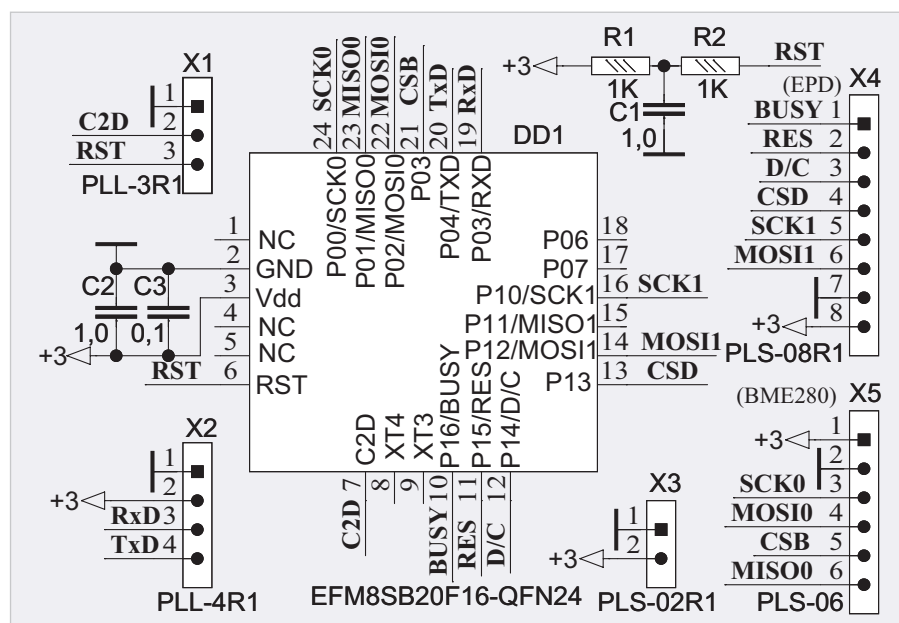 X1
1
C2D 2
RST 3
PLL-3R1
24 SCK0
23 MISO0
22 MOSI0
21 CSB
20 TxD
19 RxD
+3
R1
1K
R2
1K
RST
C1
1,0
DD1
P00/SCK0
P01/MISO0
P02/MOSI0
P03
P04/TXD
P03/RXD
1 NC
2 GND
3 Vdd
4 NC
5 NC
RST 6 RST
C2
1,0
C3
0,1
+3
P06 18
P07 17
P10/SCK1 16 SCK1
P11/MISO1 15
P12/MOSI1 14 MOSI1
P13 13 CSD
C2D
XT4
XT3
P16/BUSY
P15/RES
P14/D/C
C2D 7
8
9
BUSY 10
RES 11
D/C 12
EFM8SB20F16-QFN24
X2
1
+3 2
RxD 3
TxD 4
PLL-4R1
X3
1
+3 2
PLS-02R1
X4
(EPD)
BUSY 1
RES 2
D/C 3
CSD 4
SCK1 5
MOSI1 6
7
+3 8
PLS-08R1
X5
(BME280)
+3 1
2
SCK0 3
MOSI0 4
CSB 5
MISO0 6
PLS-06